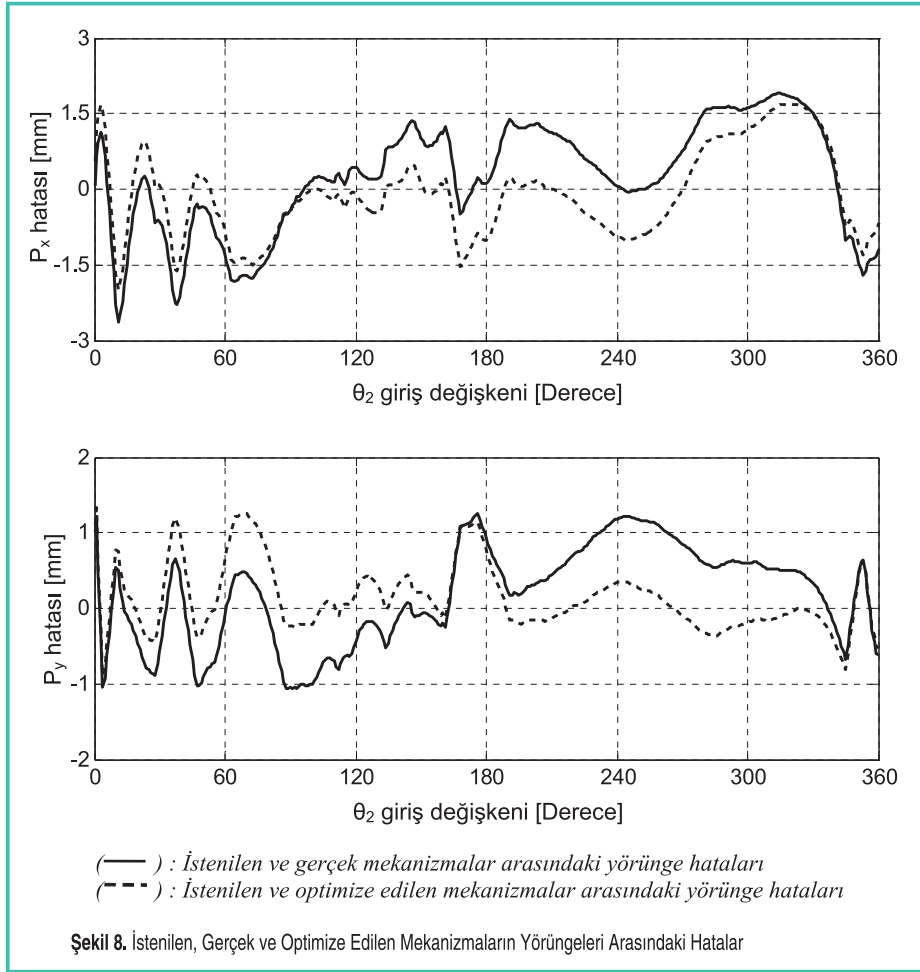 3
1.5
0
-1.5
-3
Px hatası [mm]
0 60 120 180 240 300 360
θ2 giriş değişkeni [Derece]
2
1
0
-1
-2
Py hatası [mm]
0 60 120 180 240 300 360
θ2 giriş değişkeni [Derece]
( ) : İstenilen ve gerçek mekanizmalar arasındaki yörünge hataları
( ) : İstenilen ve optimize edilen mekanizmalar arasındaki yörünge hataları
Şekil 8. İstenilen, Gerçek ve Optimize Edilen Mekanizmaların Yörüngeleri Arasındaki Hatalar